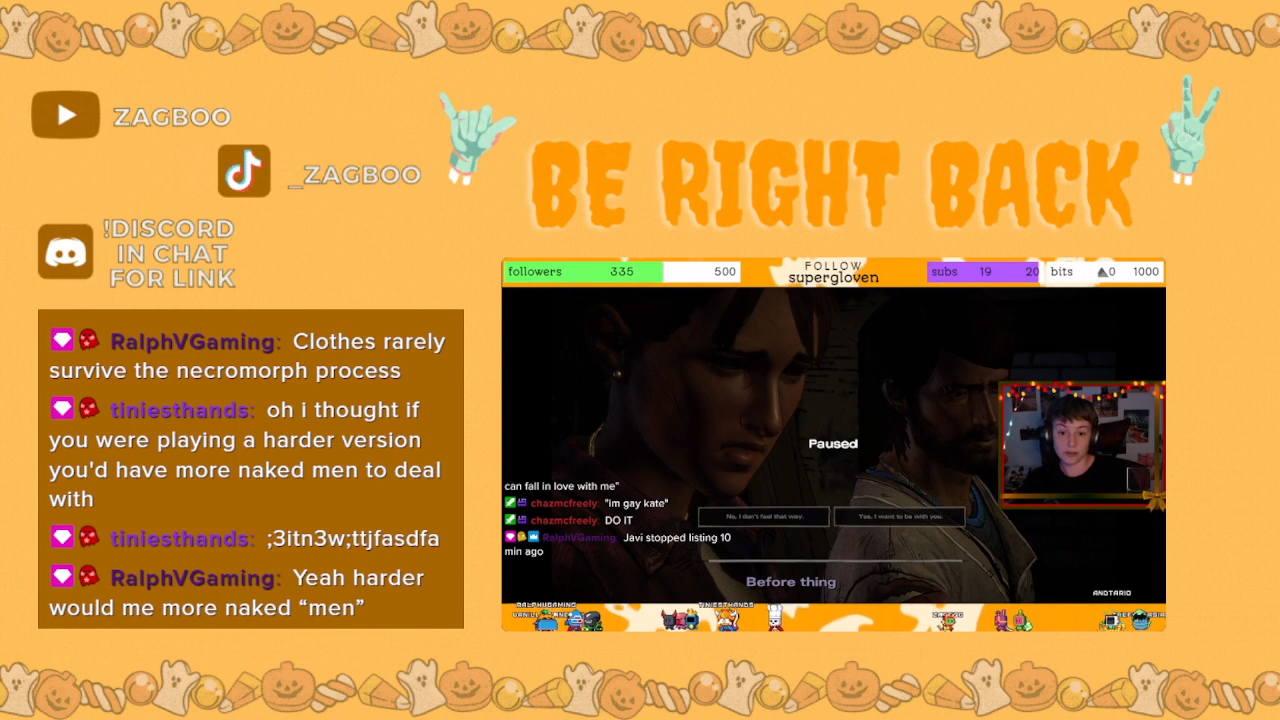 ZAGBOO
_ZAGBOO
!DISCORD
IN CHAT
FOR LINK
BE RIGHT BACK
RalphVGaming: Clothes rarely
survive the necromorph process
tiniesthands: oh i thought if
you were playing a harder version
you'd have more naked men to deal
with
tiniesthands: ;3itn3w;ttjfasdfa
RalphVGaming: Yeah harder
would me more naked “men”
followers 335 500
FOLLOW
supergloven
subs 19 20
bits 0 1000
Paused
can fall in love with me"
chazmcfreely: "im gay kate"
chazmcfreely: DO IT
RalphVGaming: Javi stopped listing 10
min ago
No, I don't feel that way.
Yes, I want to be with you.
Before thing
ANDTARIO
RALPHVGAMING
TINIESTHANDS